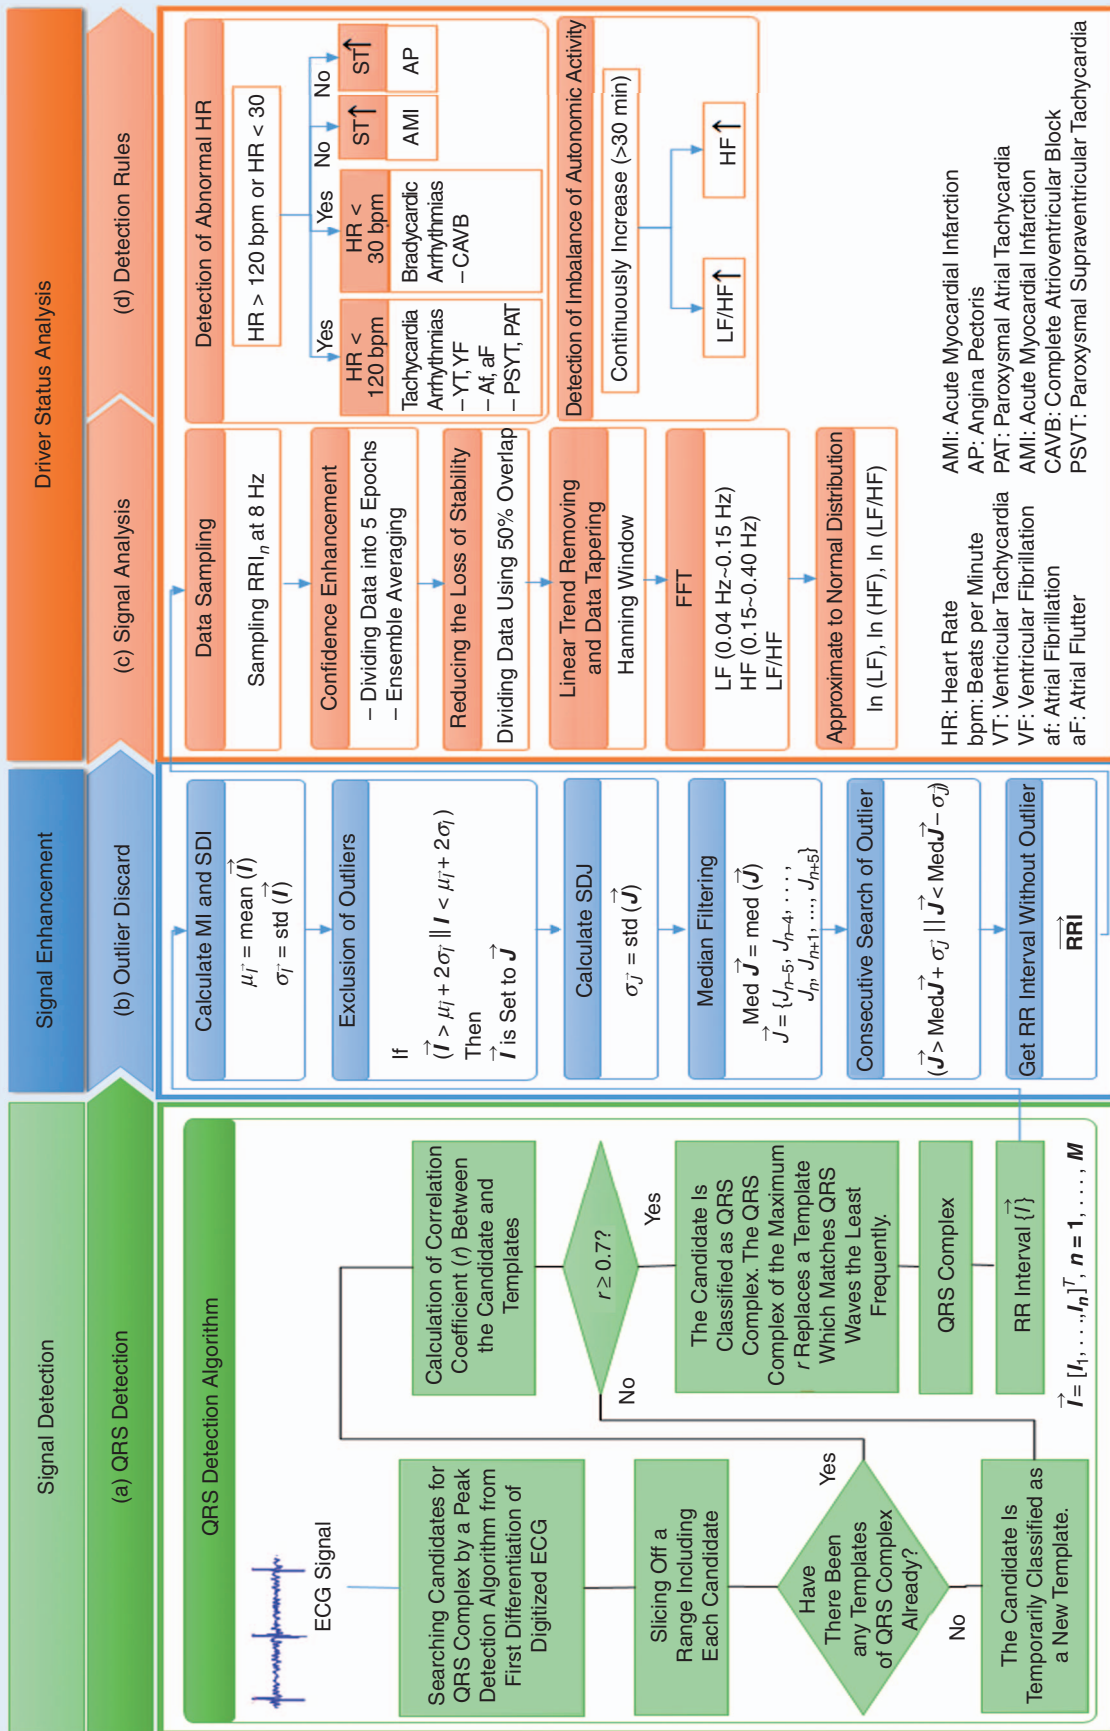 Signal Detection
Signal Enhancement
Driver Status Analysis
(a) QRS Detection
(b) Outlier Discard
(c) Signal Analysis
(d) Detection Rules
QRS Detection Algorithm
ECG Signal
Searching Candidates for
QRS Complex by a Peak
Detection Algorithm from
First Differentiation of
Digitized ECG
Slicing Off a
Range Including
Each Candidate
Have
There Been
any Templates
of QRS Complex
Already?
Yes
No
The Candidate Is
Temporarily Classified as
a New Template.
Calculation of Correlation
Coefficient (r) Between
the Candidate and
Templates
r ≥ 0.7?
No
Yes
The Candidate Is
Classified as QRS
Complex. The QRS
Complex of the Maximum
r Replaces a Template
Which Matches QRS
Waves the Least
Frequently.
QRS Complex
RR Interval {I⃗}
I⃗ = [I₁, . . .,Iₙ]ᵀ, n = 1, . . . , M
Calculate MI and SDI
μ_I⃗ = mean (I⃗)
σ_I⃗ = std (I⃗)
Exclusion of Outliers
If
(I⃗ > μ_I⃗ + 2σ_I⃗ || I < μ_I⃗ + 2σ_I⃗)
Then
I⃗ is Set to J⃗
Calculate SDJ
σ_J⃗ = std (J⃗)
Median Filtering
Med J⃗ = med (J⃗)
J⃗ = {Jₙ₋₅, Jₙ₋₄, . . . ,
Jₙ, Jₙ₊₁, ..., Jₙ₊₅}
Consecutive Search of Outlier
(J⃗ > MedJ⃗ + σ_J⃗ || J⃗ < MedJ⃗ − σ_J⃗)
Get RR Interval Without Outlier
RRI⃗
Data Sampling
Sampling RRIₙ at 8 Hz
Confidence Enhancement
– Dividing Data into 5 Epochs
– Ensemble Averaging
Reducing the Loss of Stability
Dividing Data Using 50% Overlap
Linear Trend Removing
and Data Tapering
Hanning Window
FFT
LF (0.04 Hz~0.15 Hz)
HF (0.15~0.40 Hz)
LF/HF
Approximate to Normal Distribution
ln (LF), ln (HF), ln (LF/HF)
Detection of Abnormal HR
HR > 120 bpm or HR < 30
Yes
Yes
No
No
HR <
120 bpm
Tachycardia
Arrhythmias
– YT, YF
– Af, aF
– PSYT, PAT
HR <
30 bpm
Bradycardic
Arrhythmias
– CAVB
ST↑
AMI
ST↑
AP
Detection of Imbalance of Autonomic Activity
Continuously Increase (>30 min)
LF/HF↑
HF↑
HR: Heart Rate
bpm: Beats per Minute
VT: Ventricular Tachycardia
VF: Ventricular Fibrillation
af: Atrial Fibrillation
aF: Atrial Flutter
AMI: Acute Myocardial Infarction
AP: Angina Pectoris
PAT: Paroxysmal Atrial Tachycardia
AMI: Acute Myocardial Infarction
CAVB: Complete Atrioventricular Block
PSVT: Paroxysmal Supraventricular Tachycardia